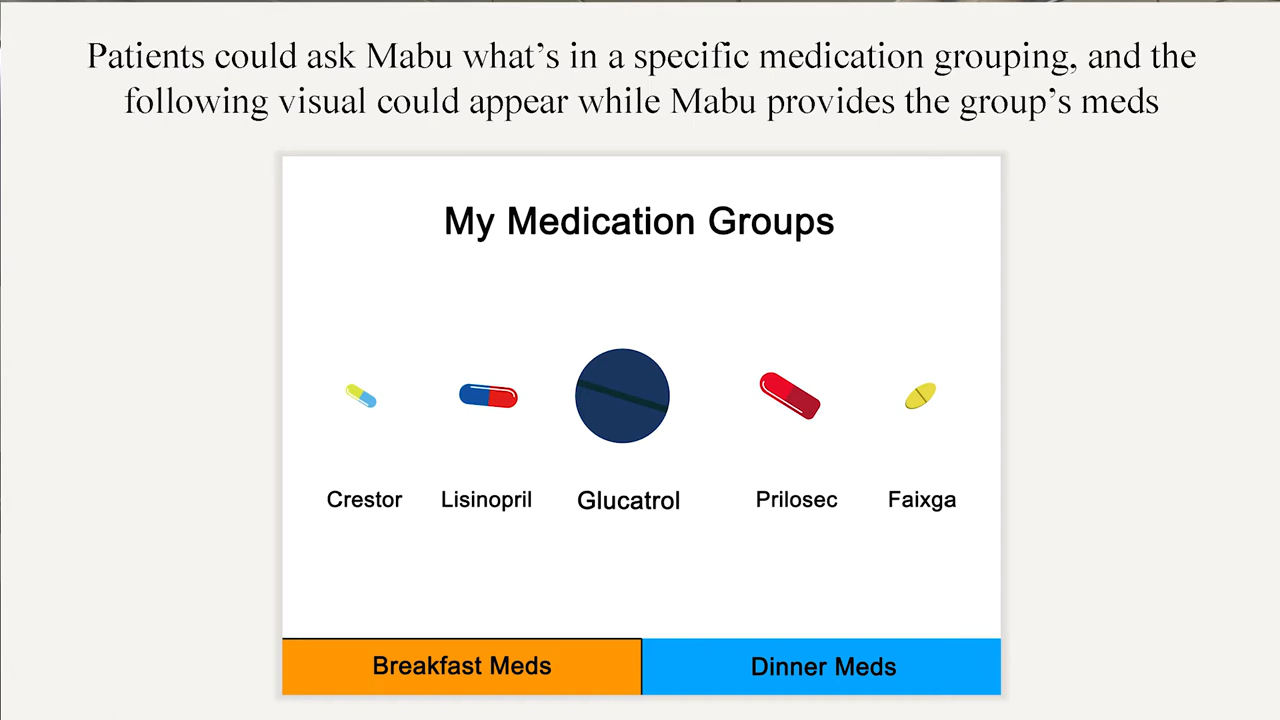 Patients could ask Mabu what’s in a specific medication grouping, and the
following visual could appear while Mabu provides the group’s meds
My Medication Groups
Crestor Lisinopril Glucatrol Prilosec Faixga
Breakfast Meds Dinner Meds